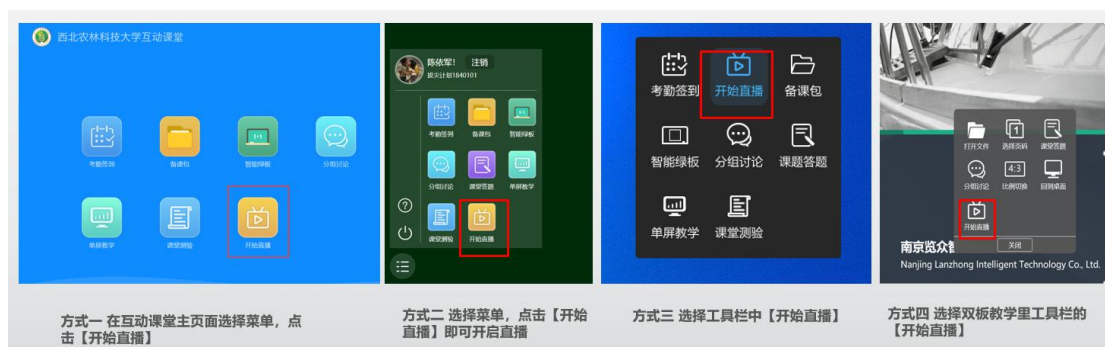 西北农林科技大学互动课堂
考勤签到
备课包
智能绿板
分组讨论
单屏教学
课堂测验
开始直播
陈依军！ 注销
拔尖计划1840101
考勤签到
备课包
智能绿板
分组讨论
课堂答题
单屏教学
课堂测验
开始直播
考勤签到
开始直播
备课包
智能绿板
分组讨论
课题答题
单屏教学
课堂测验
打开文件
选择页码
课堂答题
分组讨论
4:3
比例切换
回到桌面
开始直播
关闭
南京览众智
Nanjing Lanzhong Intelligent Technology Co., Ltd.
方式一 在互动课堂主页面选择菜单，点
击【开始直播】
方式二 选择菜单，点击【开始
直播】即可开启直播
方式三 选择工具栏中【开始直播】
方式四 选择双板教学里工具栏的
【开始直播】